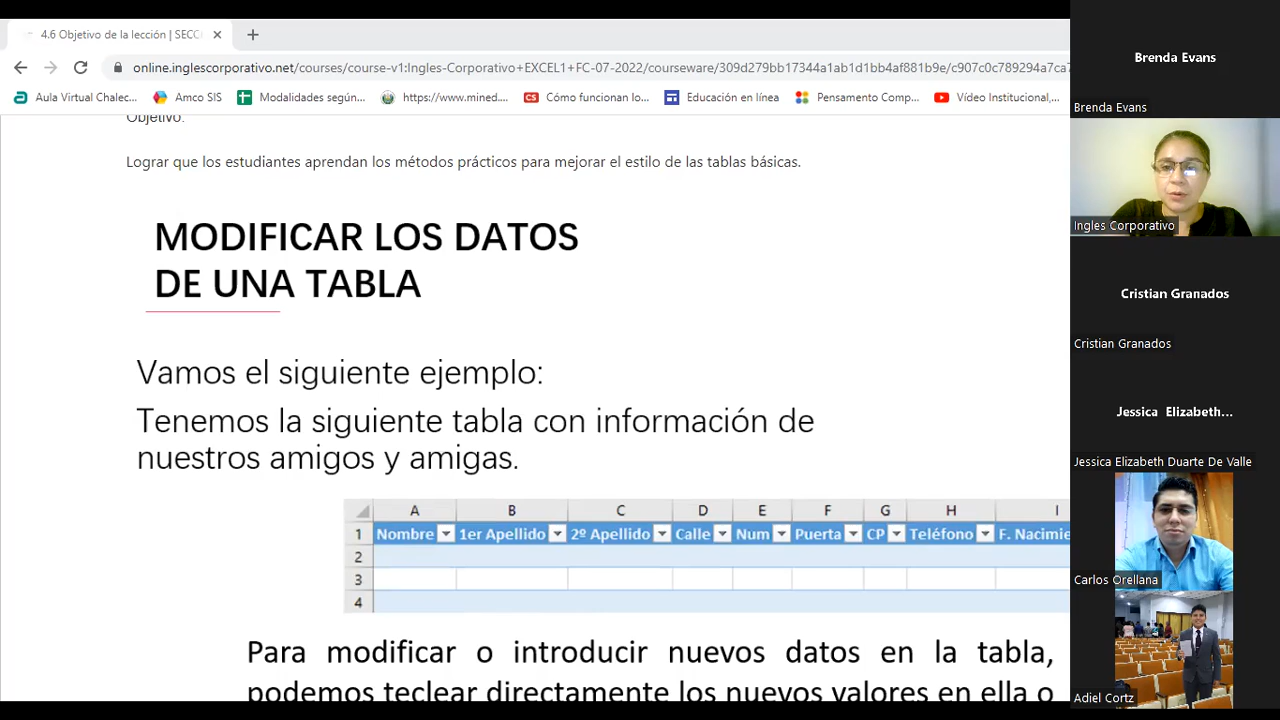 4.6 Objetivo de la lección | SECC
online.inglescorporativo.net/courses/course-v1:Ingles-Corporativo+EXCEL1+FC-07-2022/courseware/309d279bb17344a1ab1d1bb4af881b9e/c907c0c789294a7ca7
Aula Virtual Chalec...
Amco SIS
Modalidades según...
https://www.mined....
CS Cómo funcionan lo...
Educación en línea
Pensamento Comp...
Vídeo Institucional,...
Objetivo:
Lograr que los estudiantes aprendan los métodos prácticos para mejorar el estilo de las tablas básicas.
MODIFICAR LOS DATOS
DE UNA TABLA
Vamos el siguiente ejemplo:
Tenemos la siguiente tabla con información de
nuestros amigos y amigas.
A B C D E F G H I
1 Nombre 1er Apellido 2º Apellido Calle Num Puerta CP Teléfono F. Nacimie
2
3
4
Para modificar o introducir nuevos datos en la tabla,
podemos teclear directamente los nuevos valores en ella o
Brenda Evans
Brenda Evans
Ingles Corporativo
Cristian Granados
Cristian Granados
Jessica Elizabeth...
Jessica Elizabeth Duarte De Valle
Carlos Orellana
Adiel Cortz